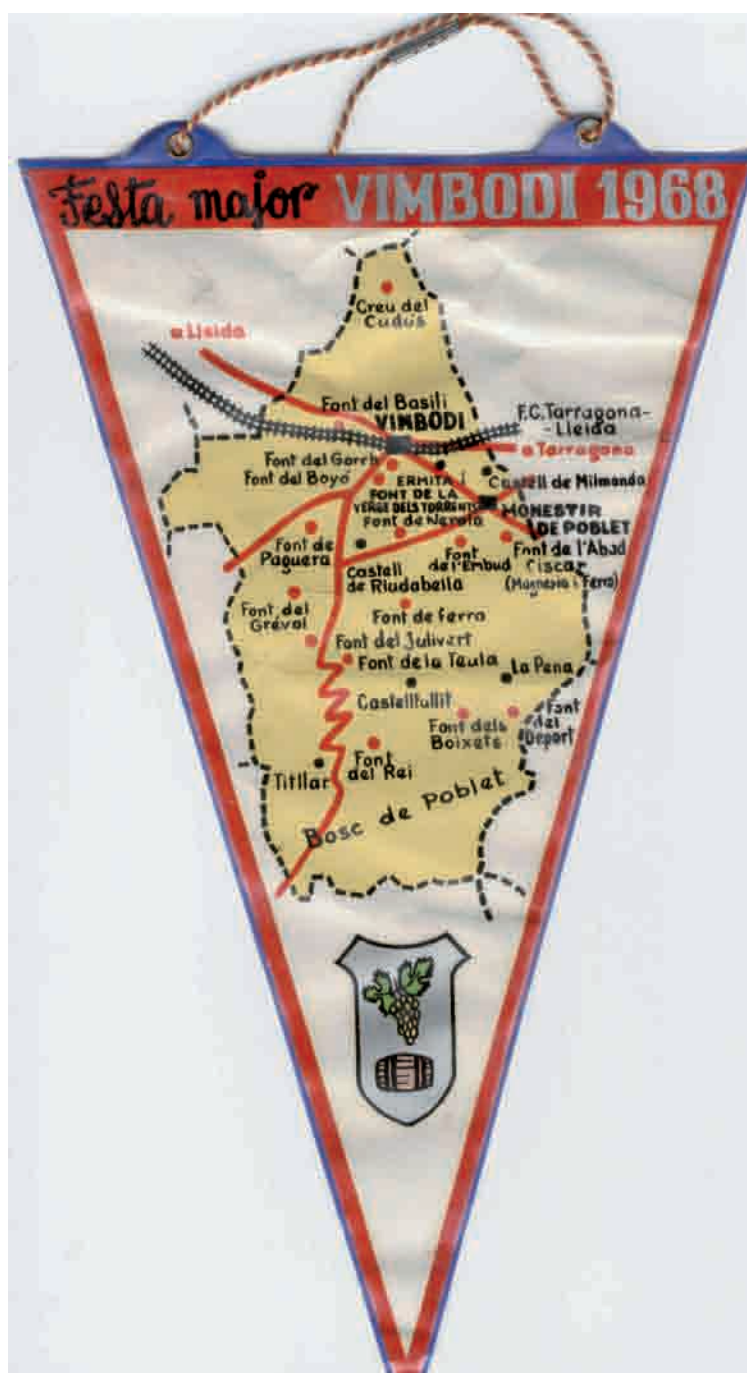 Festa major VIMBODI 1968
Creu del
Cudús
a Lleida
Font del Basili
VIMBODI
F.C. Tarragona-
-Lleida
a Tarragona
Font del Gorch
Font del Boyó
ERMITA i
FONT DE LA
VERGE DELS TORRENTS
Castell de Milmanda
MONESTIR
DE POBLET
Font de Nerola
Font de
Paguera
Castell
de Riudabella
Font
de l'Embud
Font de l'Abad
Ciscar
(Magnesia i Ferro)
Font del
Gréval
Font de ferra
Font del Julivert
Font de la Teula
La Pena
Castellfullit
Font dels
Boixets
Font
del
Deport
Titllar
Font
del Rei
Bosc de Poblet